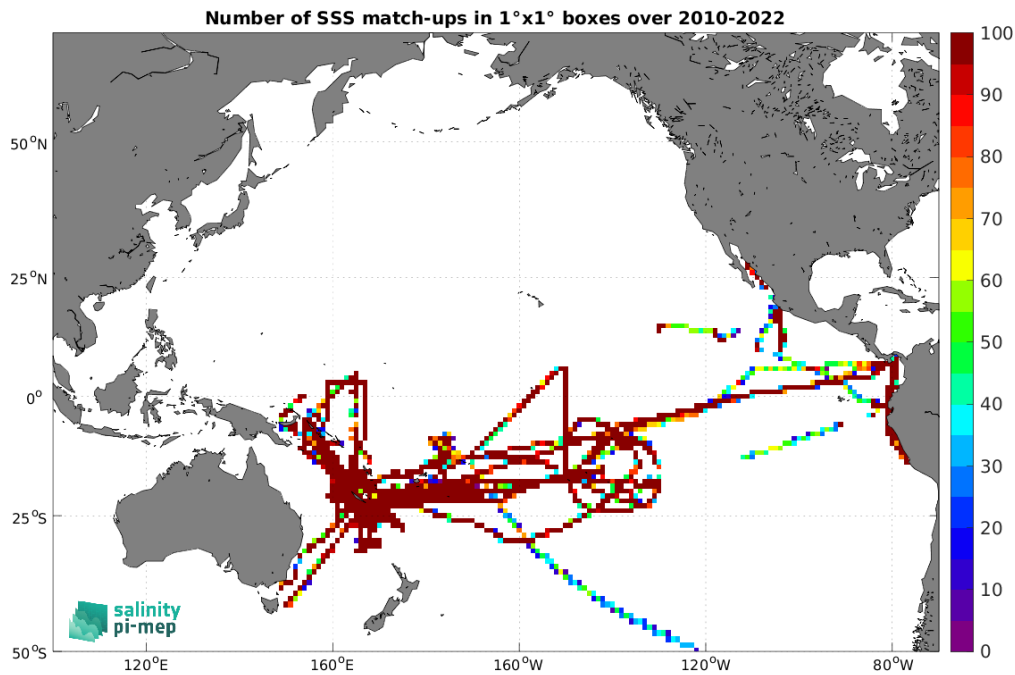 Number of SSS match-ups in 1°x1° boxes over 2010-2022
100
90
80
70
60
50
40
30
20
10
0
50°N
25°N
0°
25°S
50°S
120°E
160°E
160°W
120°W
80°W
salinity
pi-mep